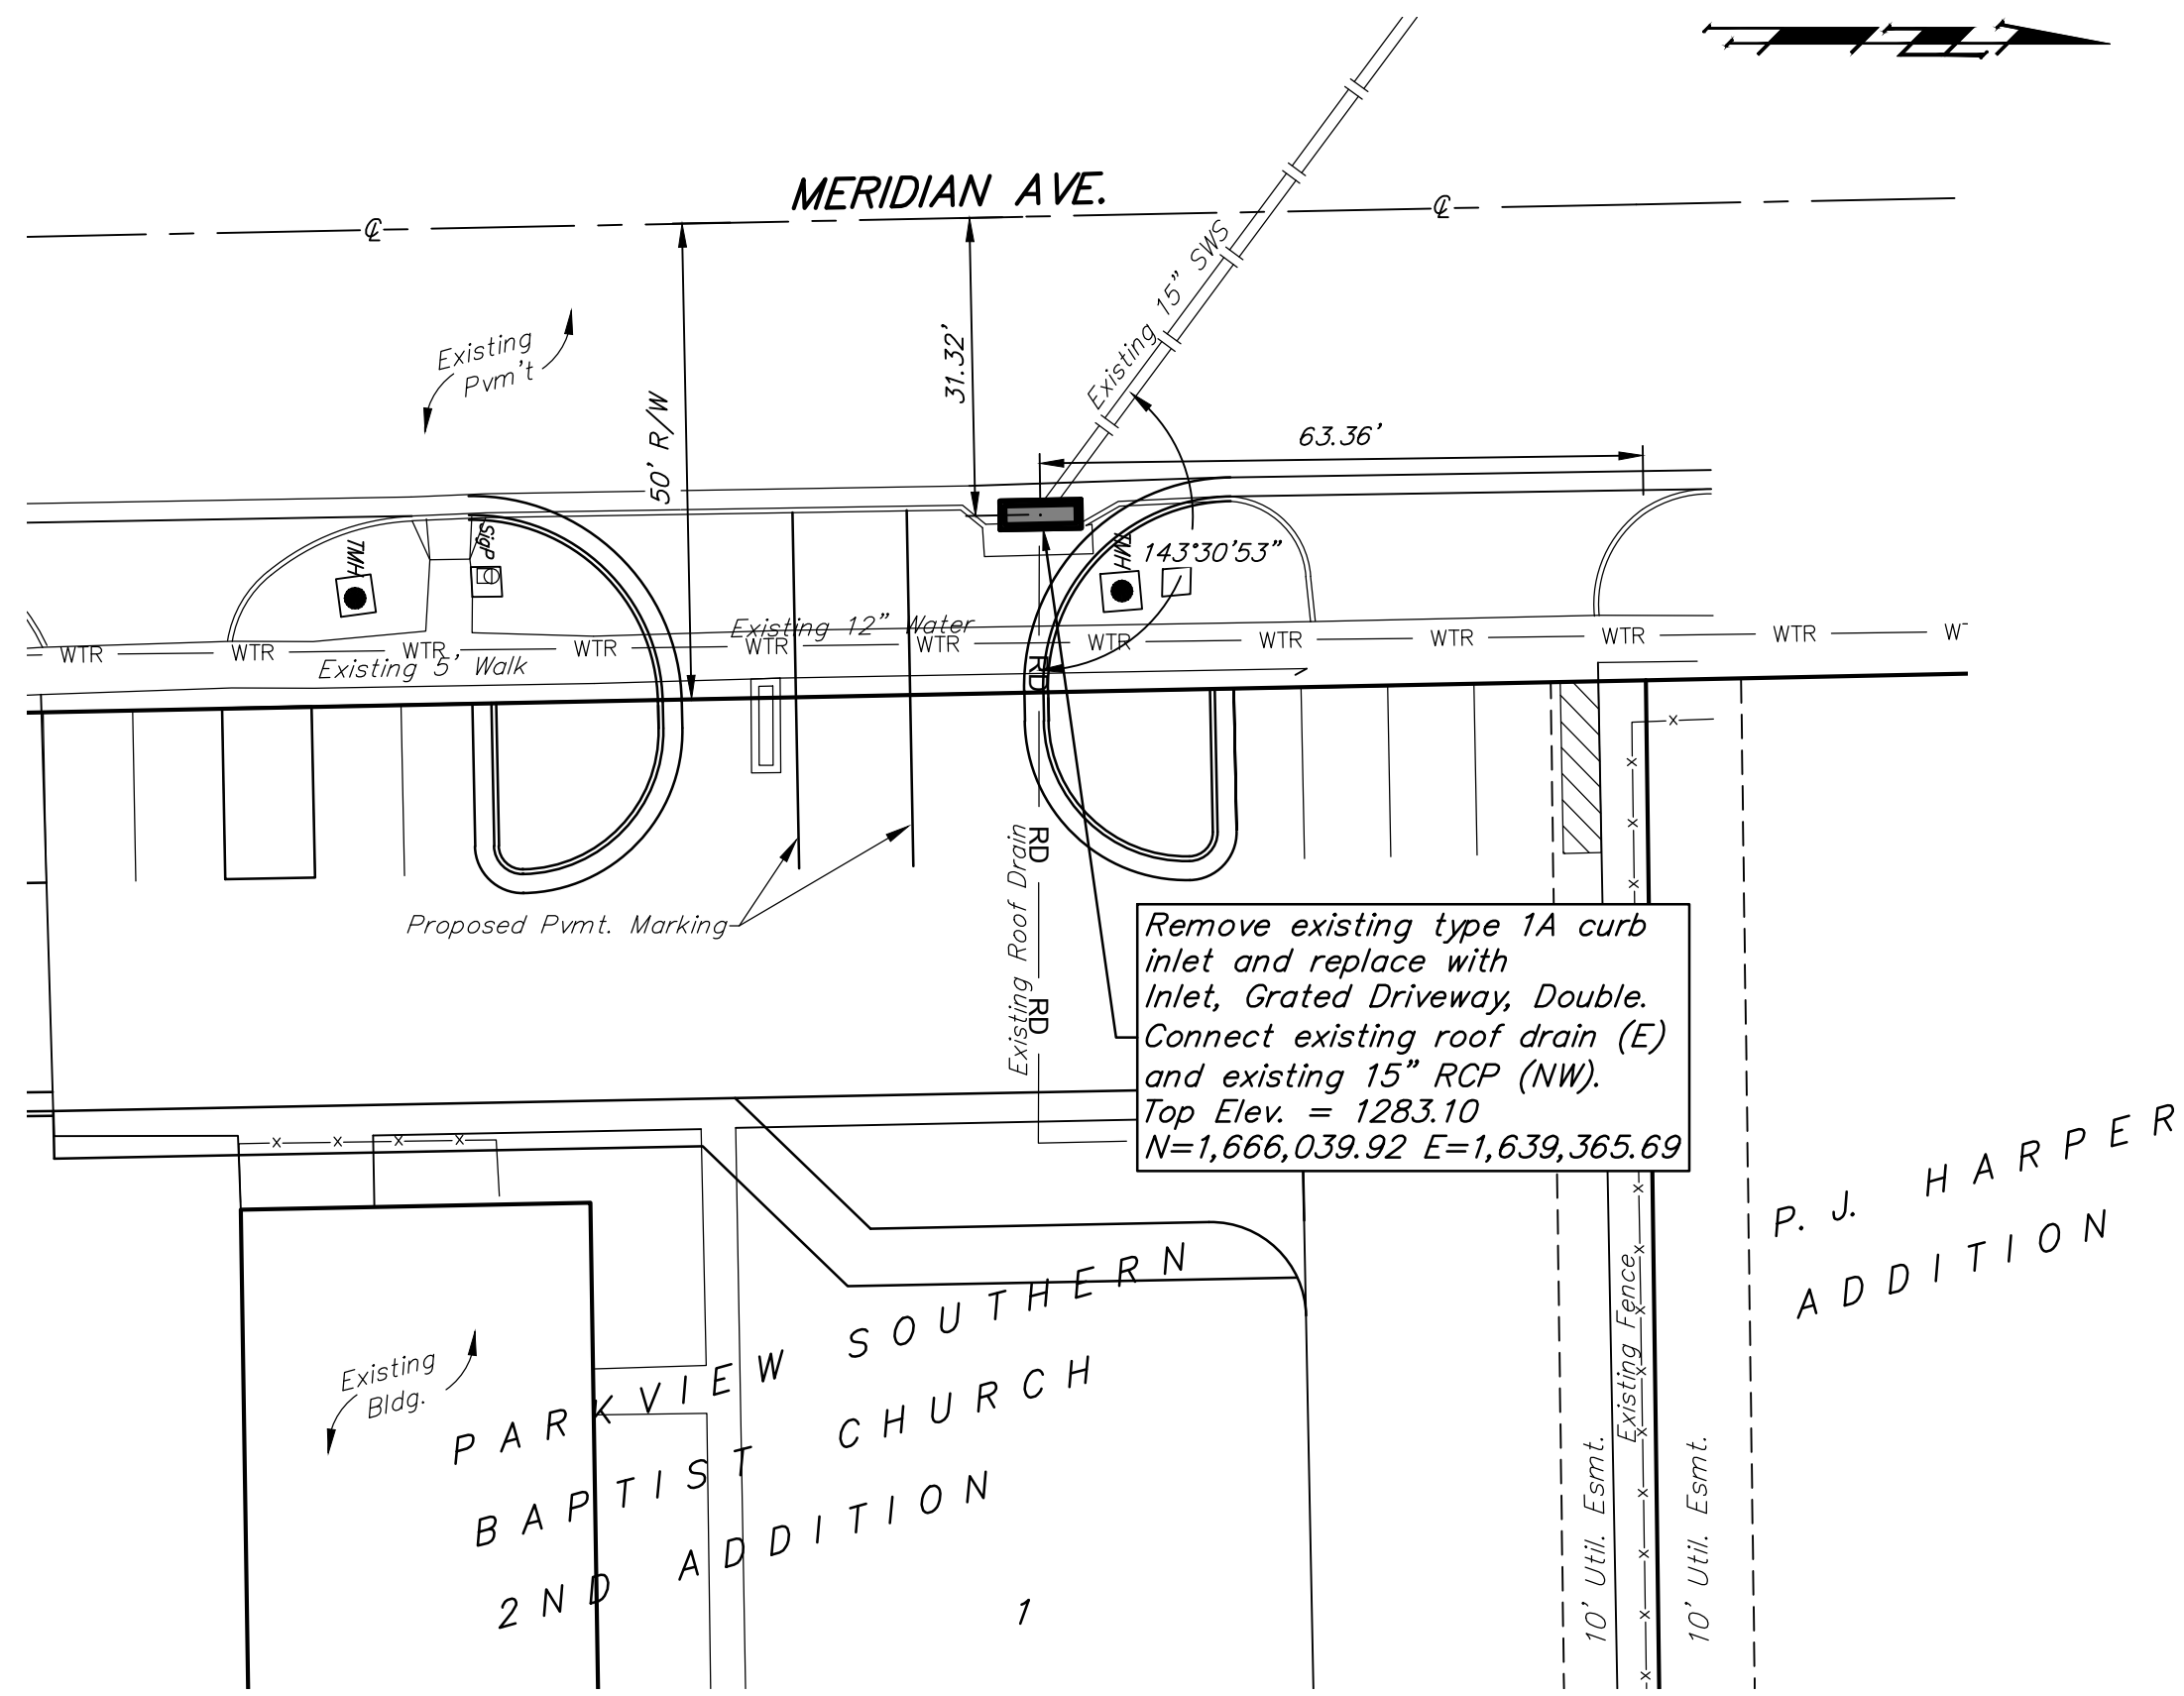 MERIDIAN AVE.
℄
℄
Existing 15” SWS
Existing
Pvm't
31.32'
50' R/W
63.36'
143°30'53”
TMH
SigP
TMH
Existing 12” Water
WTR WTR WTR WTR WTR WTR WTR WTR WTR WTR WTR
Existing 5' Walk
RD
RD
RD
Existing Roof Drain
Proposed Pvmt. Marking
Remove existing type 1A curb
inlet and replace with
Inlet, Grated Driveway, Double.
Connect existing roof drain (E)
and existing 15” RCP (NW).
Top Elev. = 1283.10
N=1,666,039.92 E=1,639,365.69
P. J. HARPER
ADDITION
PARKVIEW SOUTHERN
BAPTIST CHURCH
2ND ADDITION
1
Existing
Bldg.
Existing Fence
10' Util. Esmt.
10' Util. Esmt.